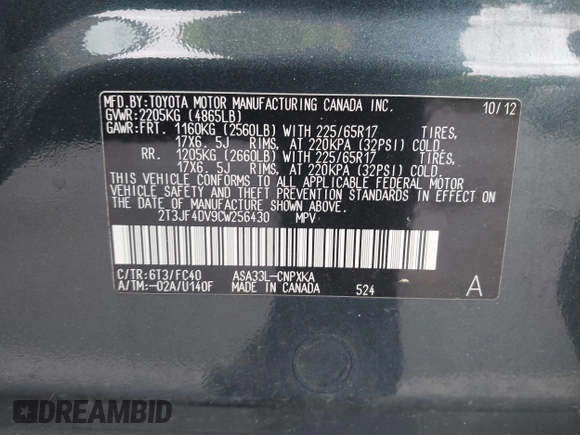 MFD.BY:TOYOTA MOTOR MANUFACTURING CANADA INC. 10/12
GVWR:2205KG (4865LB)
GAWR:FRT. 1160KG (2560LB) WITH 225/65R17 TIRES,
17X6.5J RIMS, AT 220KPA (32PSI) COLD.
RR. 1205KG (2660LB) WITH 225/65R17 TIRES,
17X6.5J RIMS, AT 220KPA (32PSI) COLD.
THIS VEHICLE CONFORMS TO ALL APPLICABLE FEDERAL MOTOR
VEHICLE SAFETY AND THEFT PREVENTION STANDARDS IN EFFECT ON
THE DATE OF MANUFACTURE SHOWN ABOVE.
2T3JF4DV9CW256430 MPV
C/TR:6T3/FC40 ASA33L-CNPXKA
A/TM:-02A/U140F MADE IN CANADA 524 A
DREAMBID